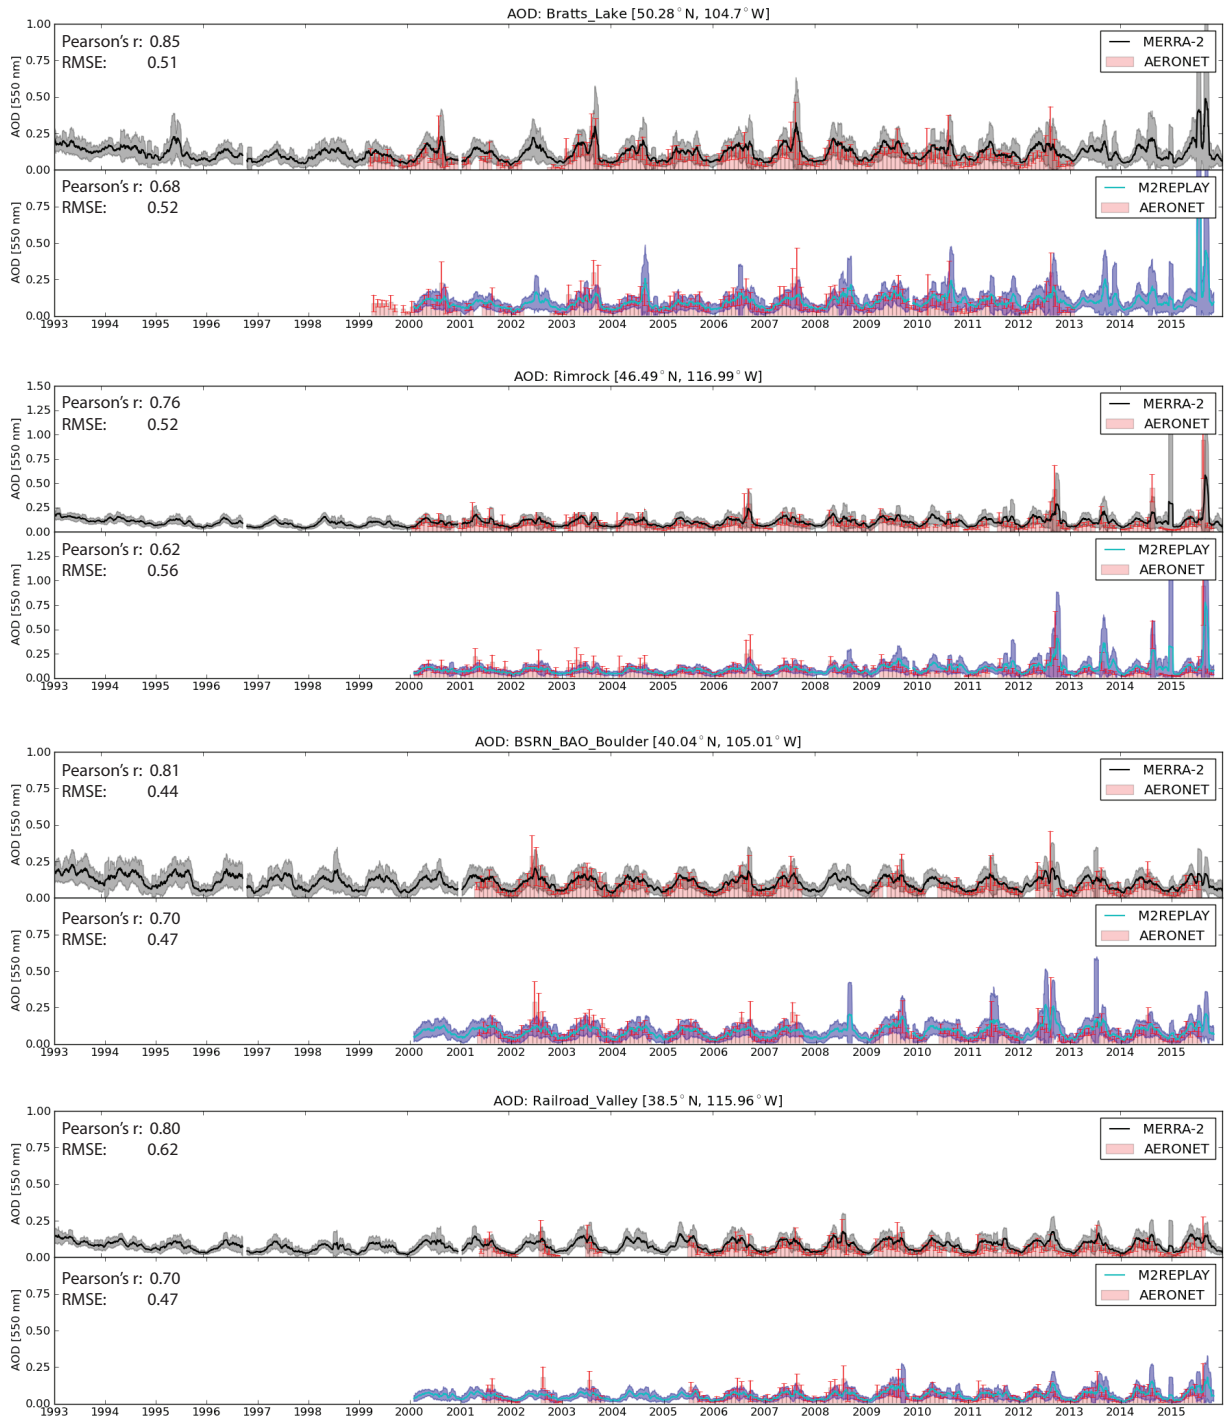 AOD: Bratts_Lake [50.28°N, 104.7°W]
Pearson's r: 0.85
RMSE: 0.51
MERRA-2
AERONET
AOD [550 nm]
1.00
0.75
0.50
0.25
0.00
Pearson's r: 0.68
RMSE: 0.52
M2REPLAY
AERONET
AOD [550 nm]
0.75
0.50
0.25
0.00
1993 1994 1995 1996 1997 1998 1999 2000 2001 2002 2003 2004 2005 2006 2007 2008 2009 2010 2011 2012 2013 2014 2015
AOD: Rimrock [46.49°N, 116.99°W]
Pearson's r: 0.76
RMSE: 0.52
MERRA-2
AERONET
AOD [550 nm]
1.50
1.25
1.00
0.75
0.50
0.25
0.00
Pearson's r: 0.62
RMSE: 0.56
M2REPLAY
AERONET
AOD [550 nm]
1.25
1.00
0.75
0.50
0.25
0.00
1993 1994 1995 1996 1997 1998 1999 2000 2001 2002 2003 2004 2005 2006 2007 2008 2009 2010 2011 2012 2013 2014 2015
AOD: BSRN_BAO_Boulder [40.04°N, 105.01°W]
Pearson's r: 0.81
RMSE: 0.44
MERRA-2
AERONET
AOD [550 nm]
1.00
0.75
0.50
0.25
0.00
Pearson's r: 0.70
RMSE: 0.47
M2REPLAY
AERONET
AOD [550 nm]
0.75
0.50
0.25
0.00
1993 1994 1995 1996 1997 1998 1999 2000 2001 2002 2003 2004 2005 2006 2007 2008 2009 2010 2011 2012 2013 2014 2015
AOD: Railroad_Valley [38.5°N, 115.96°W]
Pearson's r: 0.80
RMSE: 0.62
MERRA-2
AERONET
AOD [550 nm]
1.00
0.75
0.50
0.25
0.00
Pearson's r: 0.70
RMSE: 0.47
M2REPLAY
AERONET
AOD [550 nm]
0.75
0.50
0.25
0.00
1993 1994 1995 1996 1997 1998 1999 2000 2001 2002 2003 2004 2005 2006 2007 2008 2009 2010 2011 2012 2013 2014 2015